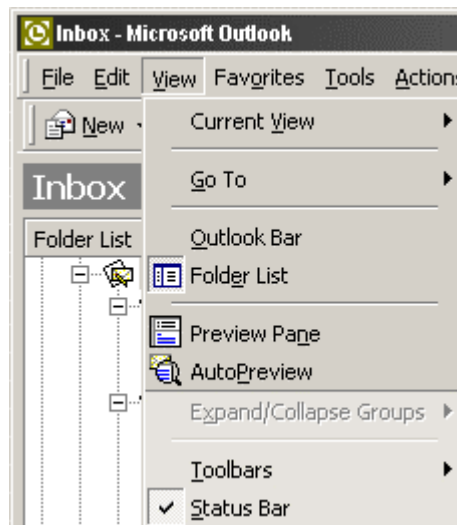 Inbox - Microsoft Outlook
File Edit View Favorites Tools Action
New
Inbox
Folder List
Current View
Go To
Outlook Bar
Folder List
Preview Pane
AutoPreview
Expand/Collapse Groups
Toolbars
Status Bar